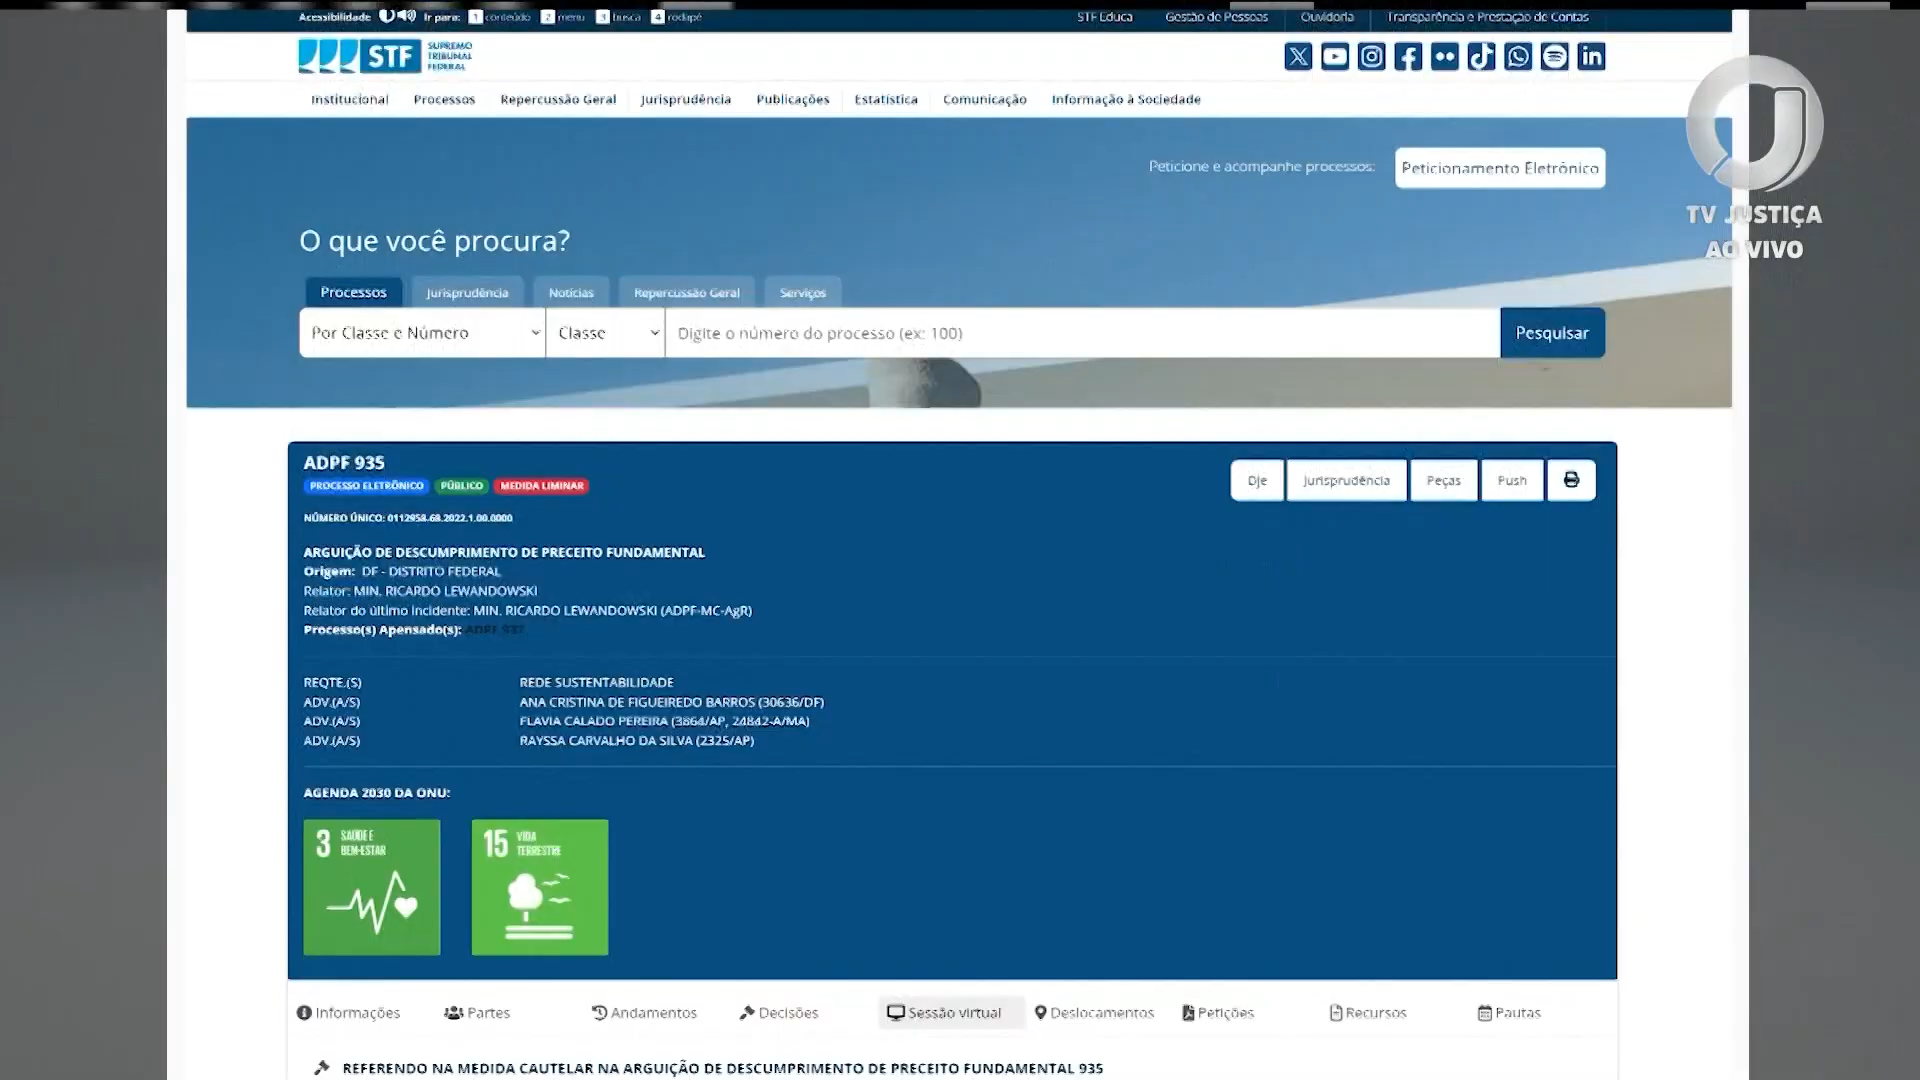 Acessibilidade Ir para: 1 conteúdo 2 menu 3 busca 4 rodapé
STF Educa Gestão de Pessoas Ouvidoria Transparência e Prestação de Contas
STF SUPREMO TRIBUNAL FEDERAL
Institucional Processos Repercussão Geral Jurisprudência Publicações Estatística Comunicação Informação à Sociedade
Peticione e acompanhe processos: Peticionamento Eletrônico
TV JUSTIÇA
AO VIVO
O que você procura?
Processos Jurisprudência Notícias Repercussão Geral Serviços
Por Classe e Número Classe Digite o número do processo (ex: 100) Pesquisar
ADPF 935
PROCESSO ELETRÔNICO PÚBLICO MEDIDA LIMINAR
Dje Jurisprudência Peças Push
NÚMERO ÚNICO: 0112958-68.2022.1.00.0000
ARGUIÇÃO DE DESCUMPRIMENTO DE PRECEITO FUNDAMENTAL
Origem: DF - DISTRITO FEDERAL
Relator: MIN. RICARDO LEWANDOWSKI
Relator do último incidente: MIN. RICARDO LEWANDOWSKI (ADPF-MC-AgR)
Processo(s) Apensado(s): ADPF 937
REQTE.(S) REDE SUSTENTABILIDADE
ADV.(A/S) ANA CRISTINA DE FIGUEIREDO BARROS (30636/DF)
ADV.(A/S) FLAVIA CALADO PEREIRA (3864/AP, 24842-A/MA)
ADV.(A/S) RAYSSA CARVALHO DA SILVA (2325/AP)
AGENDA 2030 DA ONU:
3 SAÚDE E BEM-ESTAR
15 VIDA TERRESTRE
Informações Partes Andamentos Decisões Sessão virtual Deslocamentos Petições Recursos Pautas
REFERENDO NA MEDIDA CAUTELAR NA ARGUIÇÃO DE DESCUMPRIMENTO DE PRECEITO FUNDAMENTAL 935